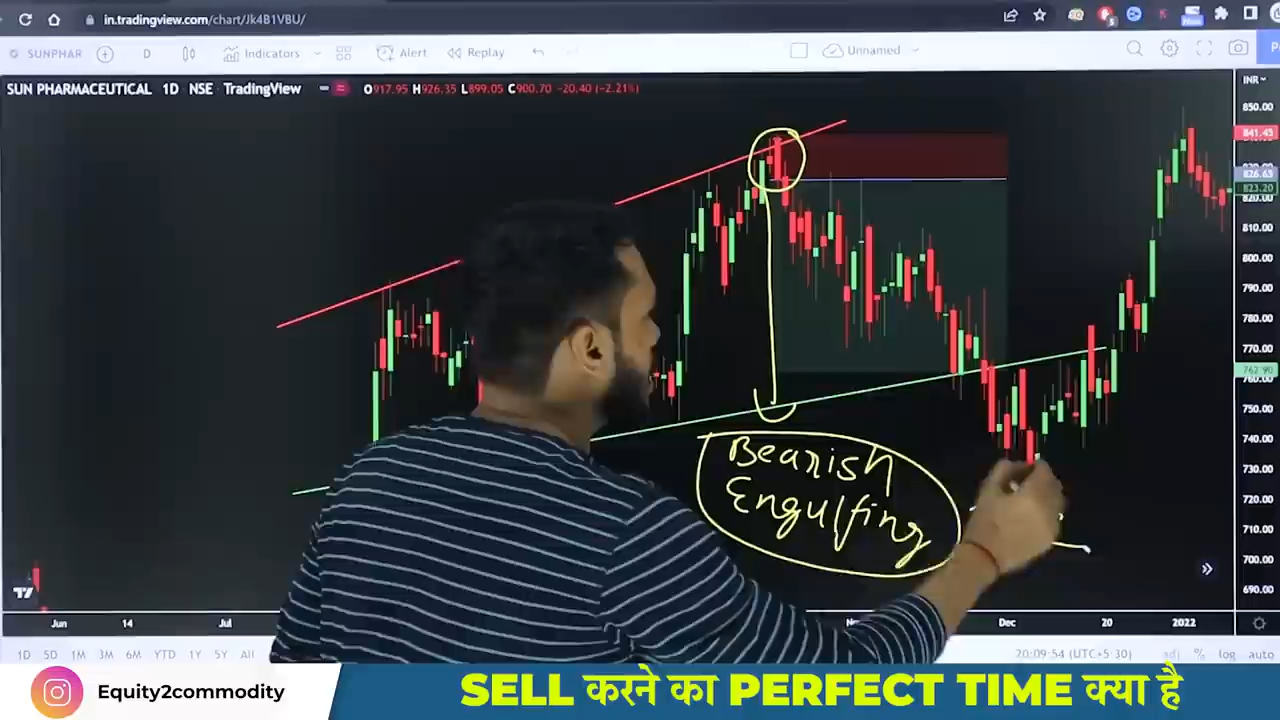 in.tradingview.com/chart/Jk4B1VBU/
SUNPHAR
D
Indicators
Alert
Replay
Unnamed
SUN PHARMACEUTICAL 1D NSE TradingView
O917.95 H926.35 L899.05 C900.70 -20.40 (-2.21%)
INR
850.00
841.45
826.65
823.20
820.00
810.00
800.00
790.00
780.00
770.00
762.90
760.00
750.00
740.00
730.00
720.00
710.00
700.00
690.00
Bearish
Engulfing
Jun 14 Jul Dec 20 2022
1D 5D 1M 3M 6M YTD 1Y 5Y All
20:09:54 (UTC+5:30)
% log auto
Equity2commodity
SELL करने का PERFECT TIME क्या है